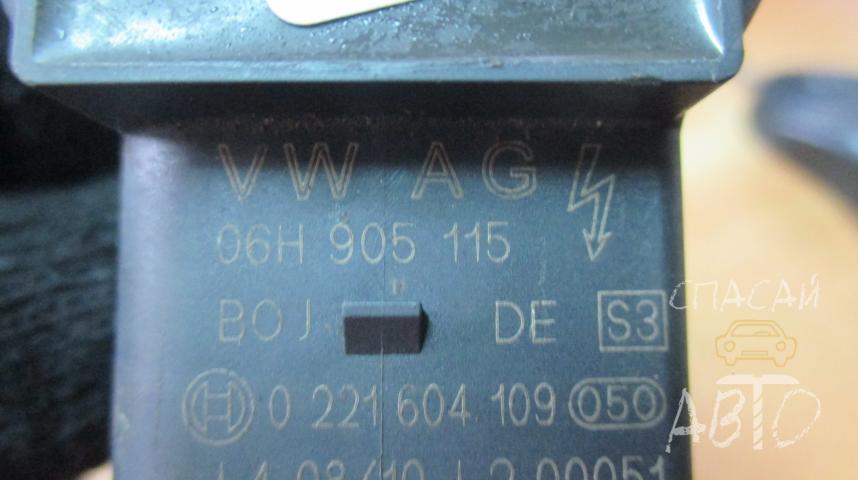 VW AG
06H 905 115
BOJ DE S3
0 221 604 109 050
СПАСАЙ
АВТО